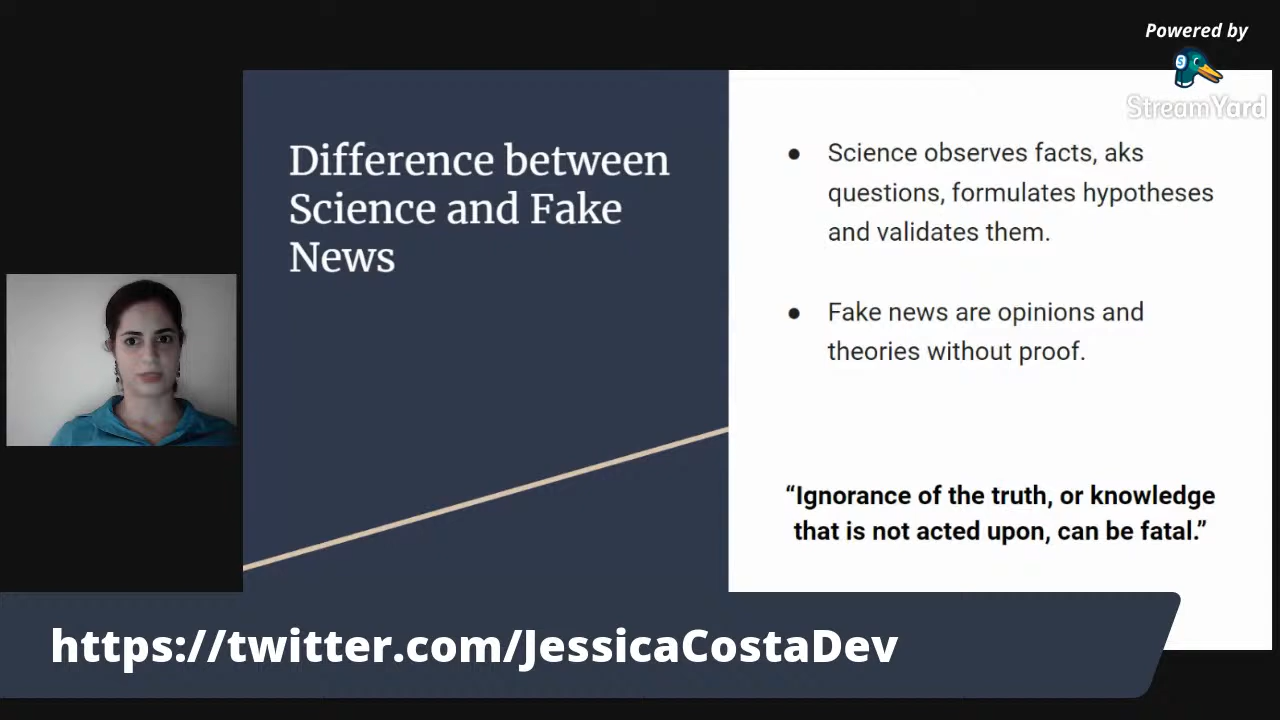 Powered by
StreamYard
Difference between
Science and Fake
News
● Science observes facts, aks
questions, formulates hypotheses
and validates them.
● Fake news are opinions and
theories without proof.
“Ignorance of the truth, or knowledge
that is not acted upon, can be fatal.”
https://twitter.com/JessicaCostaDev